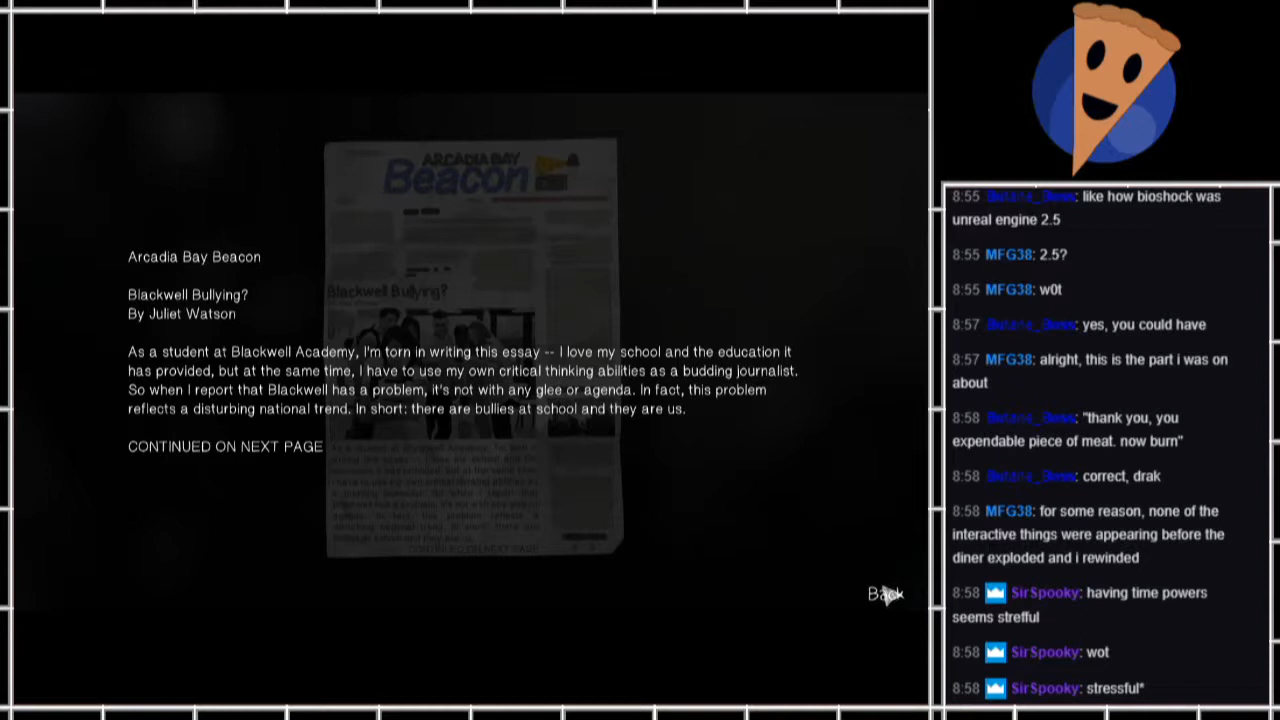 ARCADIA BAY
Beacon
Arcadia Bay Beacon
Blackwell Bullying?
By Juliet Watson
As a student at Blackwell Academy, I'm torn in writing this essay -- I love my school and the education it
has provided, but at the same time, I have to use my own critical thinking abilities as a budding journalist.
So when I report that Blackwell has a problem, it's not with any glee or agenda. In fact, this problem
reflects a disturbing national trend. In short: there are bullies at school and they are us.
CONTINUED ON NEXT PAGE
Blackwell Bullying?
CONTINUED ON NEXT PAGE
Back
8:55 Butane_Boss: like how bioshock was
unreal engine 2.5
8:55 MFG38: 2.5?
8:55 MFG38: w0t
8:57 Butane_Boss: yes, you could have
8:57 MFG38: alright, this is the part i was on
about
8:58 Butane_Boss: "thank you, you
expendable piece of meat. now burn"
8:58 Butane_Boss: correct, drak
8:58 MFG38: for some reason, none of the
interactive things were appearing before the
diner exploded and i rewinded
8:58 SirSpooky: having time powers
seems strefful
8:58 SirSpooky: wot
8:58 SirSpooky: stressful*